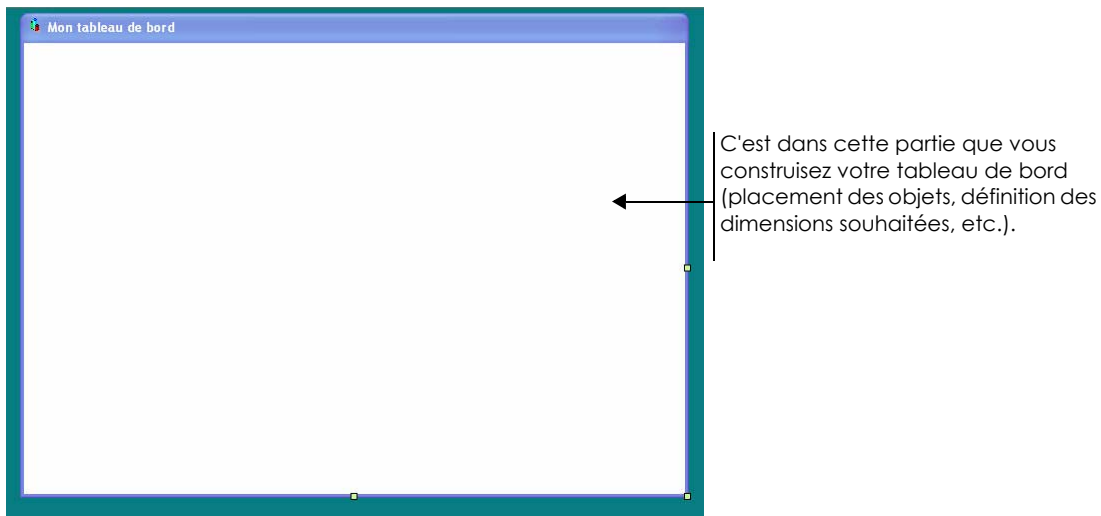 Mon tableau de bord
C'est dans cette partie que vous
construisez votre tableau de bord
(placement des objets, définition des
dimensions souhaitées, etc.).